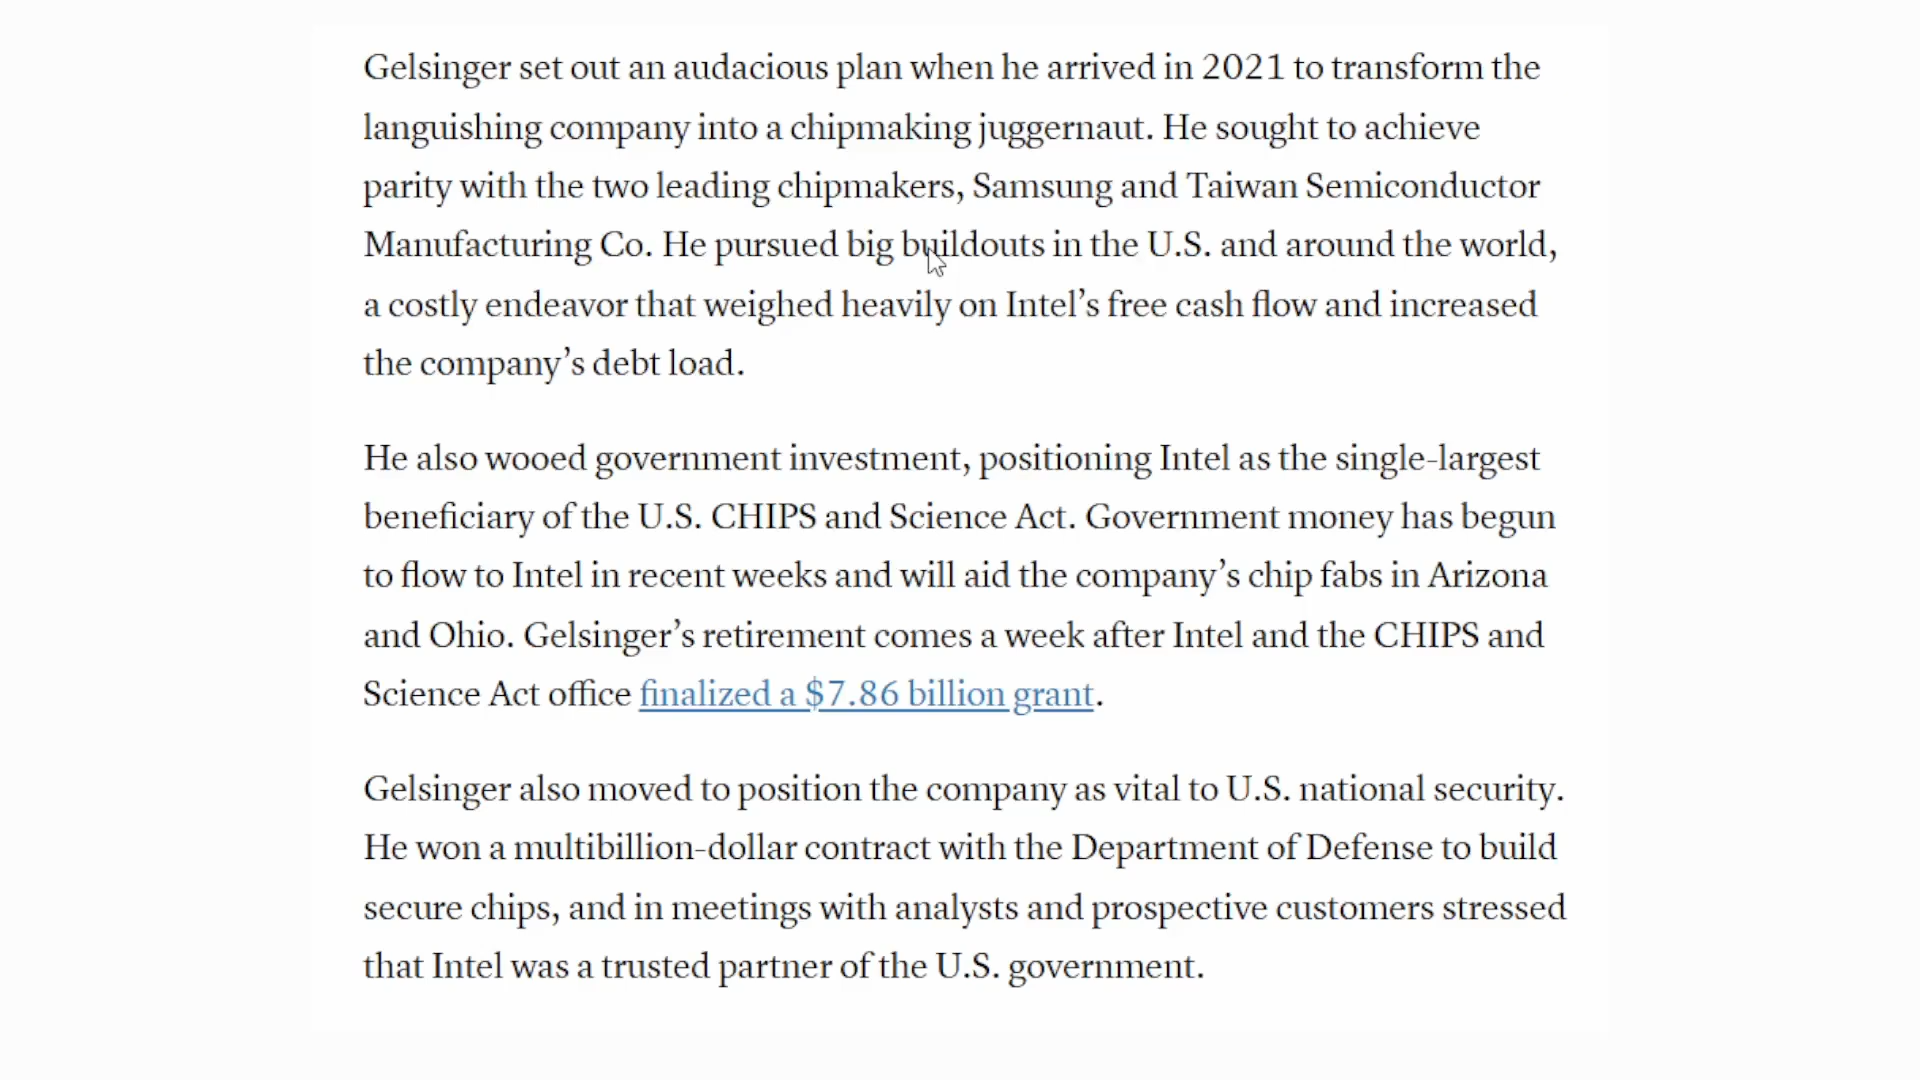 Gelsinger set out an audacious plan when he arrived in 2021 to transform the
languishing company into a chipmaking juggernaut. He sought to achieve
parity with the two leading chipmakers, Samsung and Taiwan Semiconductor
Manufacturing Co. He pursued big buildouts in the U.S. and around the world,
a costly endeavor that weighed heavily on Intel’s free cash flow and increased
the company’s debt load.
He also wooed government investment, positioning Intel as the single-largest
beneficiary of the U.S. CHIPS and Science Act. Government money has begun
to flow to Intel in recent weeks and will aid the company’s chip fabs in Arizona
and Ohio. Gelsinger’s retirement comes a week after Intel and the CHIPS and
Science Act office finalized a $7.86 billion grant.
Gelsinger also moved to position the company as vital to U.S. national security.
He won a multibillion-dollar contract with the Department of Defense to build
secure chips, and in meetings with analysts and prospective customers stressed
that Intel was a trusted partner of the U.S. government.